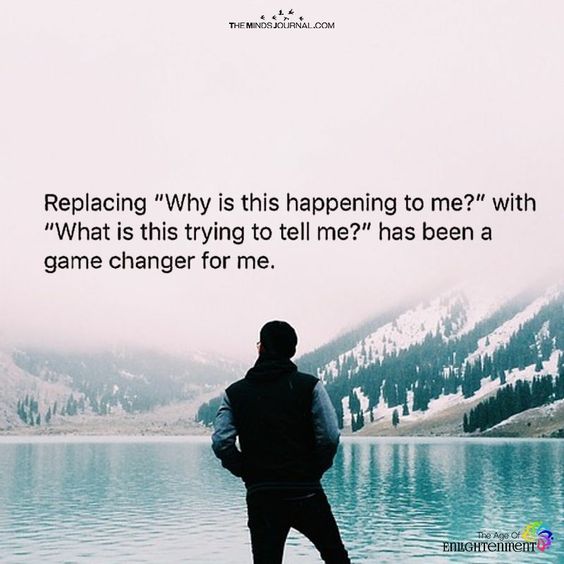 THEMINDSJOURNAL.COM
Replacing "Why is this happening to me?" with
"What is this trying to tell me?" has been a
game changer for me.
The Age Of
ENLIGHTENMENT